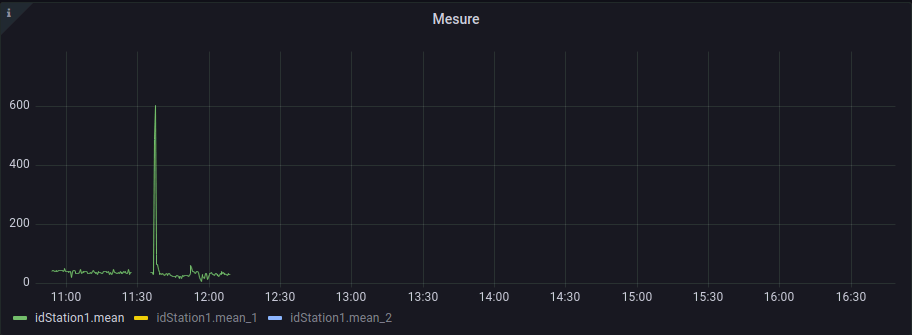 i
Mesure
600
400
200
0
11:00 11:30 12:00 12:30 13:00 13:30 14:00 14:30 15:00 15:30 16:00 16:30
idStation1.mean idStation1.mean_1 idStation1.mean_2